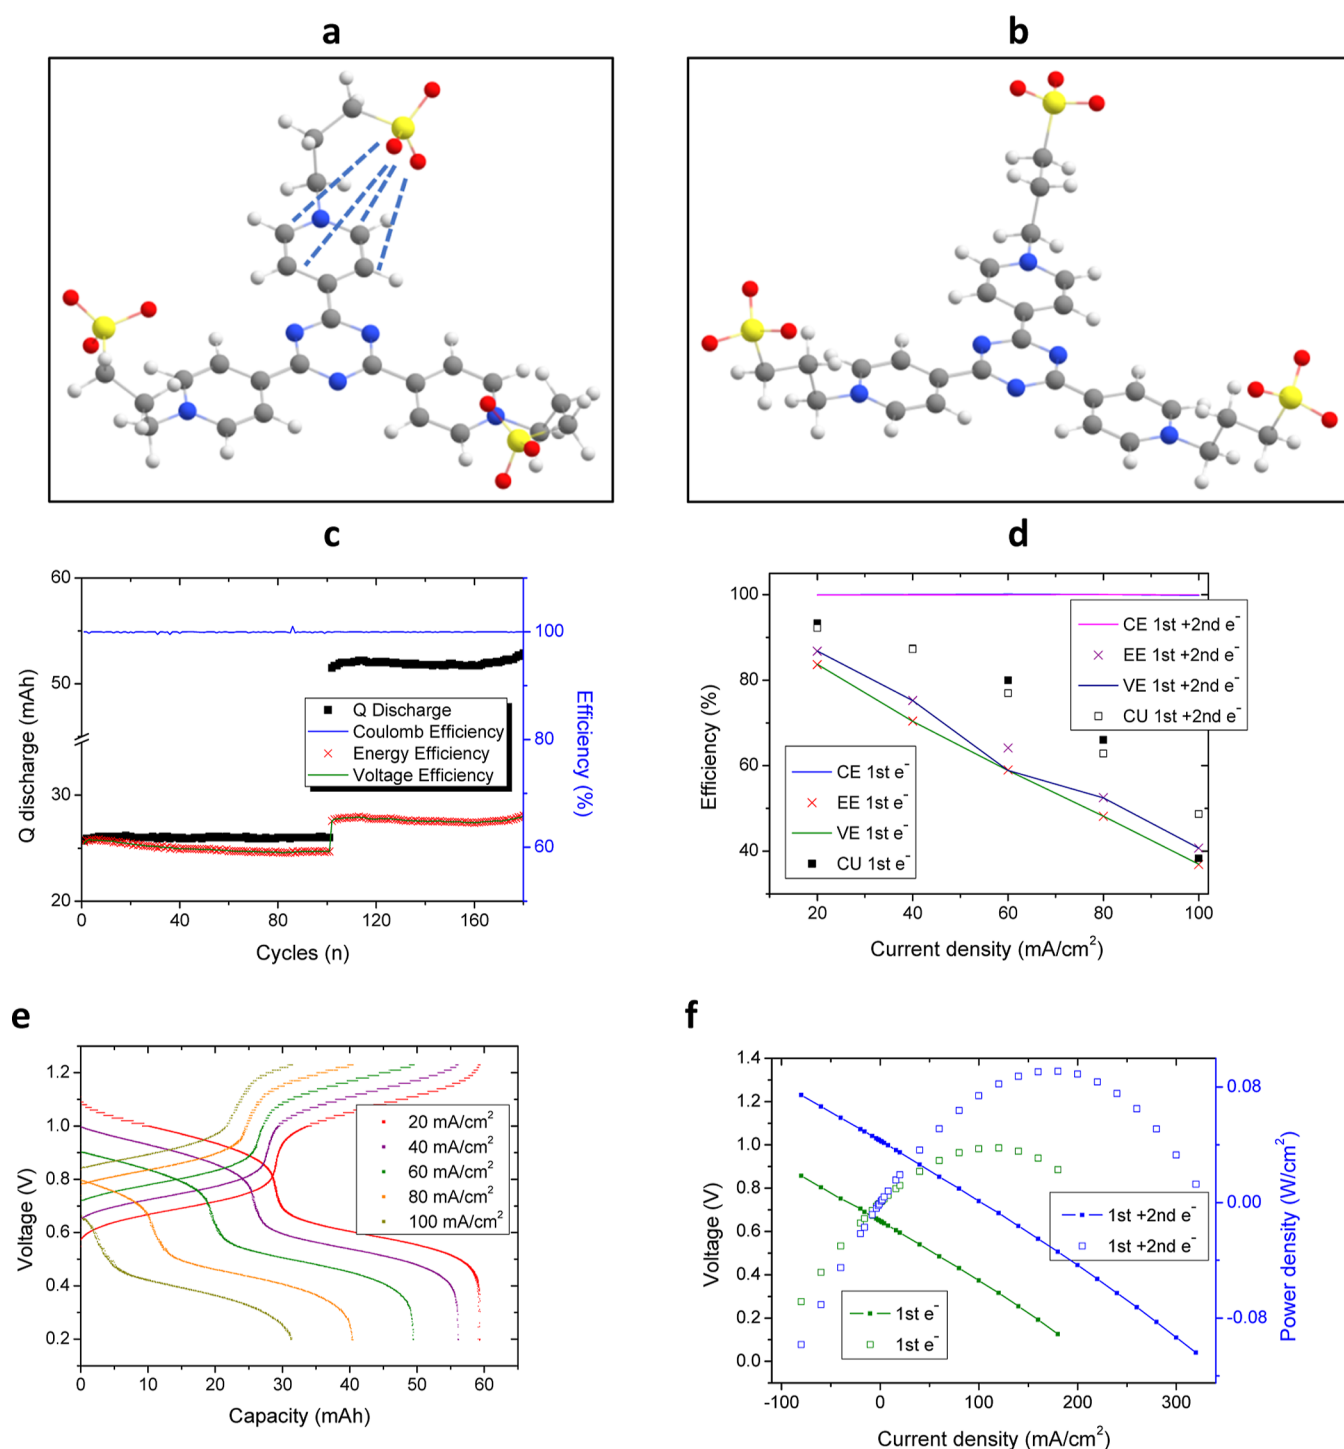 a
b
c
60
50
30
20
Q discharge (mAh)
100
80
60
Efficiency (%)
Q Discharge
Coulomb Efficiency
Energy Efficiency
Voltage Efficiency
0 40 80 120 160
Cycles (n)
d
100
80
60
40
Efficiency (%)
CE 1st +2nd e⁻
EE 1st +2nd e⁻
VE 1st +2nd e⁻
CU 1st +2nd e⁻
CE 1st e⁻
EE 1st e⁻
VE 1st e⁻
CU 1st e⁻
20 40 60 80 100
Current density (mA/cm²)
e
1.2
1.0
0.8
0.6
0.4
0.2
Voltage (V)
20 mA/cm²
40 mA/cm²
60 mA/cm²
80 mA/cm²
100 mA/cm²
0 10 20 30 40 50 60
Capacity (mAh)
f
1.4
1.2
1.0
0.8
0.6
0.4
0.2
0.0
Voltage (V)
0.08
0.00
-0.08
Power density (W/cm²)
1st +2nd e⁻
1st +2nd e⁻
1st e⁻
1st e⁻
-100 0 100 200 300
Current density (mA/cm²)